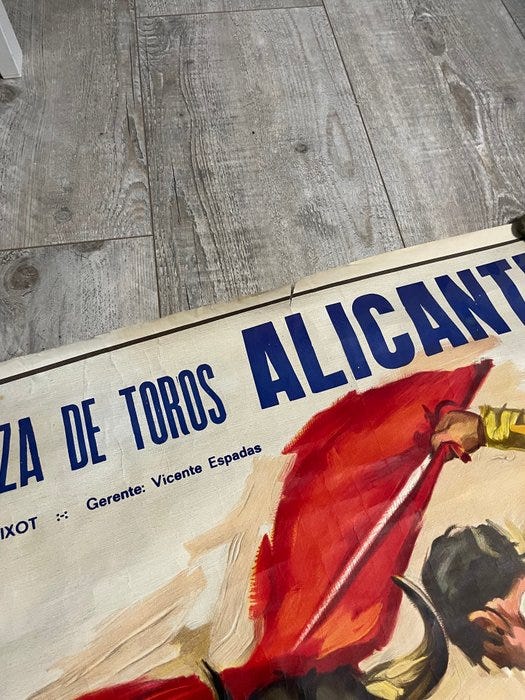 ZA DE TOROS ALICANT
IXOT :-: Gerente: Vicente Espadas